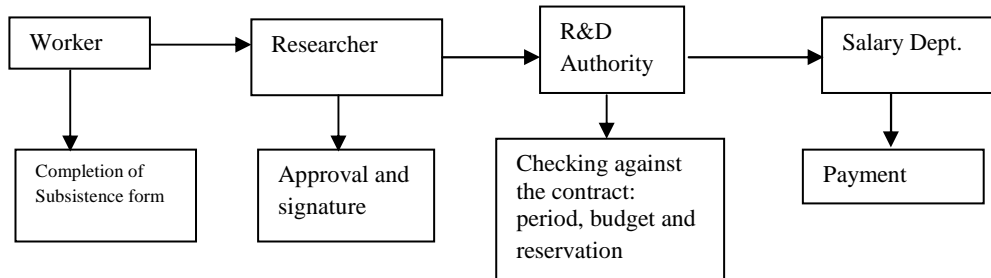 Worker
Researcher
R&D
Authority
Salary Dept.
Completion of
Subsistence form
Approval and
signature
Checking against
the contract:
period, budget and
reservation
Payment